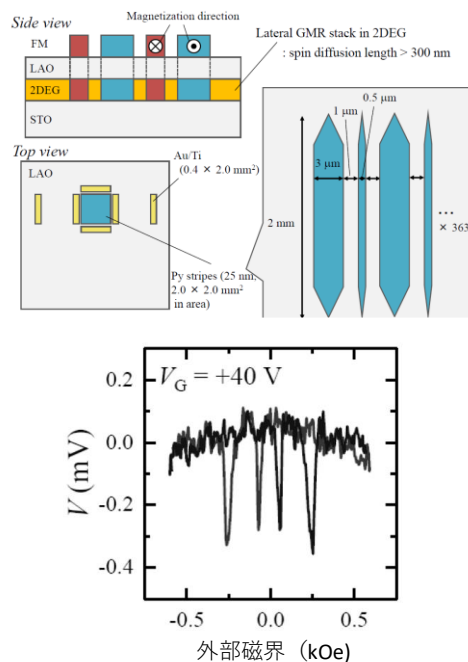 Side view
Magnetization direction
FM
LAO
2DEG
STO
Lateral GMR stack in 2DEG
: spin diffusion length > 300 nm
Top view
LAO
Au/Ti
(0.4 × 2.0 mm²)
Py stripes (25 nm,
2.0 × 2.0 mm²
in area)
0.5 μm
1 μm
3 μm
2 mm
...
× 363
V_G = +40 V
V (mV)
0.2
0.0
-0.2
-0.4
-0.5
0.0
0.5
外部磁界（kOe)